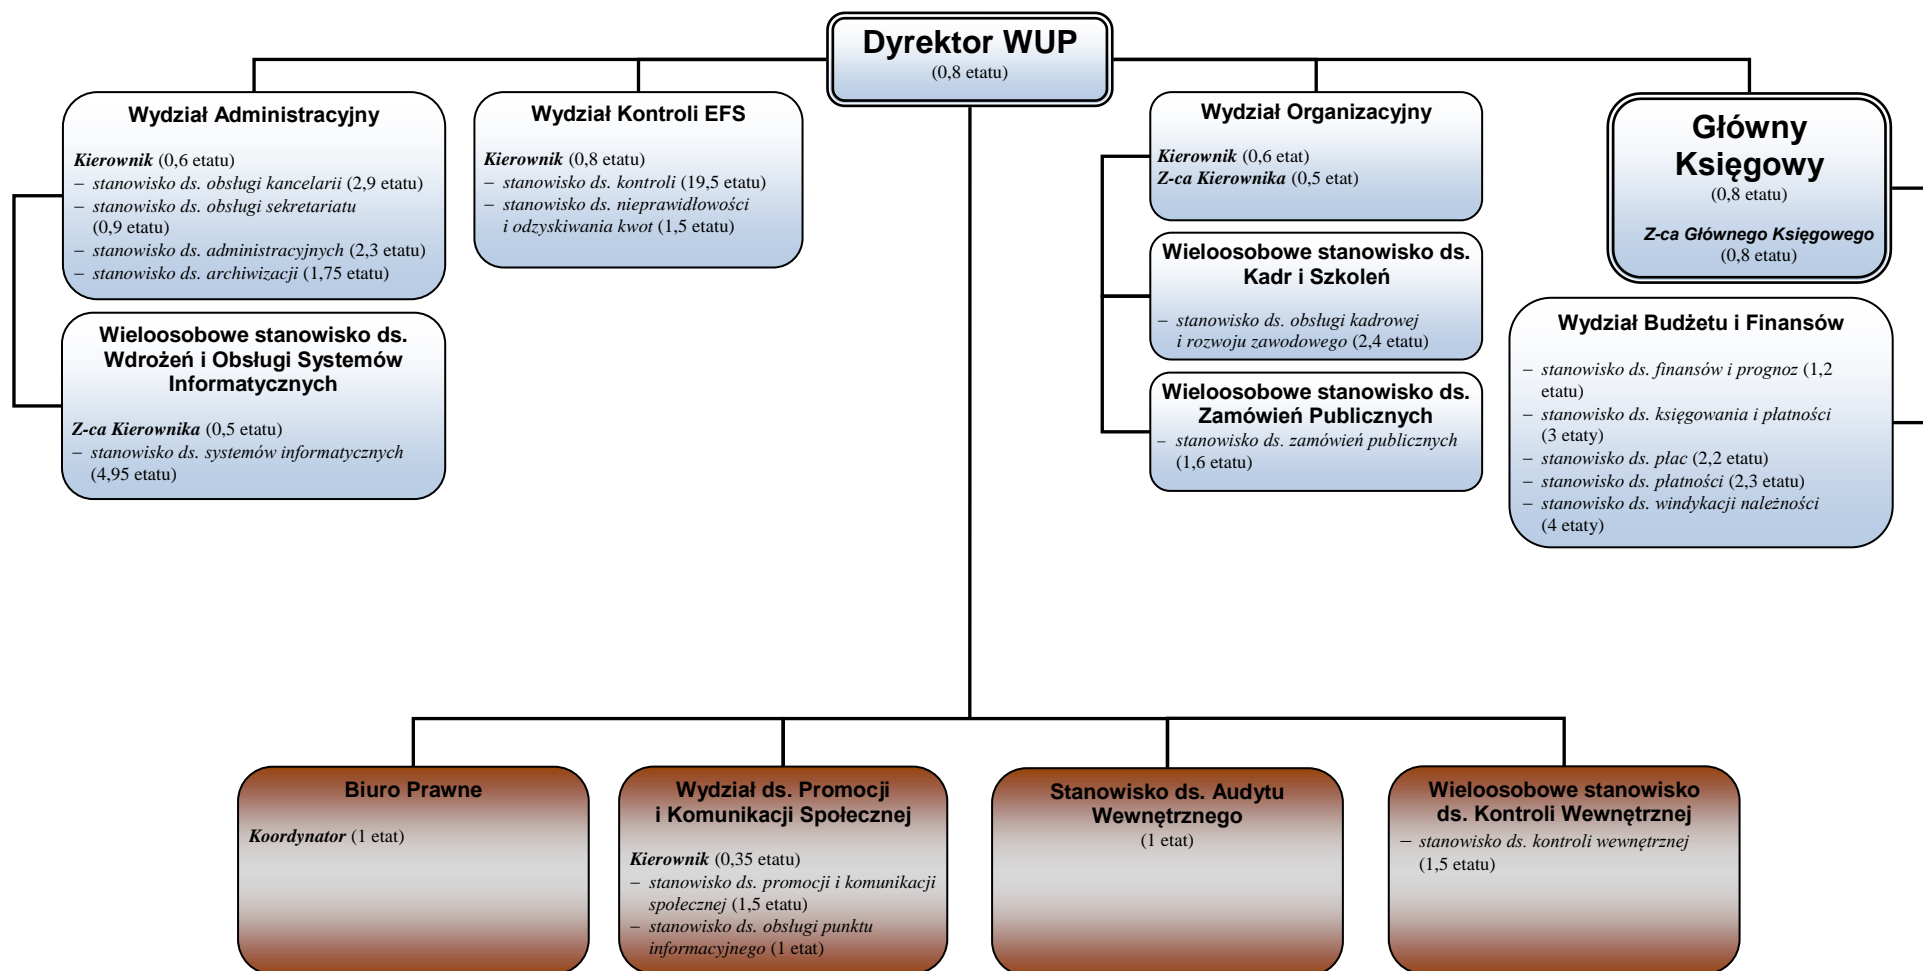 Dyrektor WUP
(0,8 etatu)
Wydział Administracyjny
Kierownik (0,6 etatu)
– stanowisko ds. obsługi kancelarii (2,9 etatu)
– stanowisko ds. obsługi sekretariatu
(0,9 etatu)
– stanowisko ds. administracyjnych (2,3 etatu)
– stanowisko ds. archiwizacji (1,75 etatu)
Wieloosobowe stanowisko ds.
Wdrożeń i Obsługi Systemów
Informatycznych
Z-ca Kierownika (0,5 etatu)
– stanowisko ds. systemów informatycznych
(4,95 etatu)
Wydział Kontroli EFS
Kierownik (0,8 etatu)
– stanowisko ds. kontroli (19,5 etatu)
– stanowisko ds. nieprawidłowości
i odzyskiwania kwot (1,5 etatu)
Wydział Organizacyjny
Kierownik (0,6 etat)
Z-ca Kierownika (0,5 etat)
Wieloosobowe stanowisko ds.
Kadr i Szkoleń
– stanowisko ds. obsługi kadrowej
i rozwoju zawodowego (2,4 etatu)
Wieloosobowe stanowisko ds.
Zamówień Publicznych
– stanowisko ds. zamówień publicznych
(1,6 etatu)
Główny
Księgowy
(0,8 etatu)
Z-ca Głównego Księgowego
(0,8 etatu)
Wydział Budżetu i Finansów
– stanowisko ds. finansów i prognoz (1,2
etatu)
– stanowisko ds. księgowania i płatności
(3 etaty)
– stanowisko ds. płac (2,2 etatu)
– stanowisko ds. płatności (2,3 etatu)
– stanowisko ds. windykacji należności
(4 etaty)
Biuro Prawne
Koordynator (1 etat)
Wydział ds. Promocji
i Komunikacji Społecznej
Kierownik (0,35 etatu)
– stanowisko ds. promocji i komunikacji
społecznej (1,5 etatu)
– stanowisko ds. obsługi punktu
informacyjnego (1 etat)
Stanowisko ds. Audytu
Wewnętrznego
(1 etat)
Wieloosobowe stanowisko
ds. Kontroli Wewnętrznej
– stanowisko ds. kontroli wewnętrznej
(1,5 etatu)